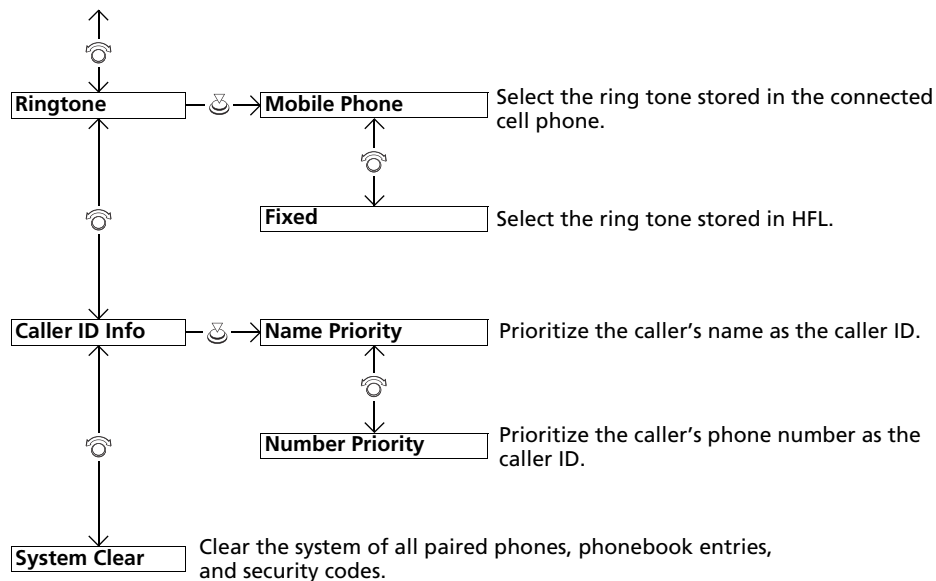 Ringtone
Mobile Phone
Select the ring tone stored in the connected
cell phone.
Fixed
Select the ring tone stored in HFL.
Caller ID Info
Name Priority
Prioritize the caller’s name as the caller ID.
Number Priority
Prioritize the caller’s phone number as the
caller ID.
System Clear
Clear the system of all paired phones, phonebook entries,
and security codes.